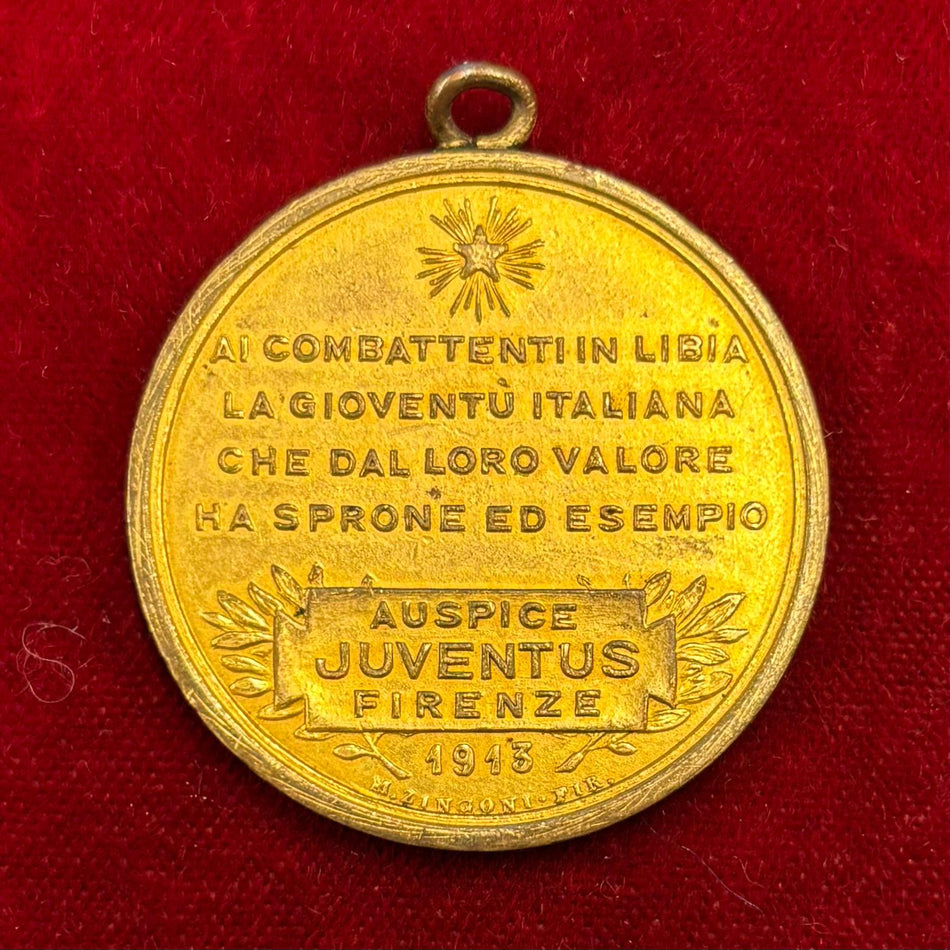 AI COMBATTENTI IN LIBIA
LA GIOVENTÙ ITALIANA
CHE DAL LORO VALORE
HA SPRONE ED ESEMPIO
AUSPICE
JUVENTUS
FIRENZE
1913
M. ZINGONI · FIR.